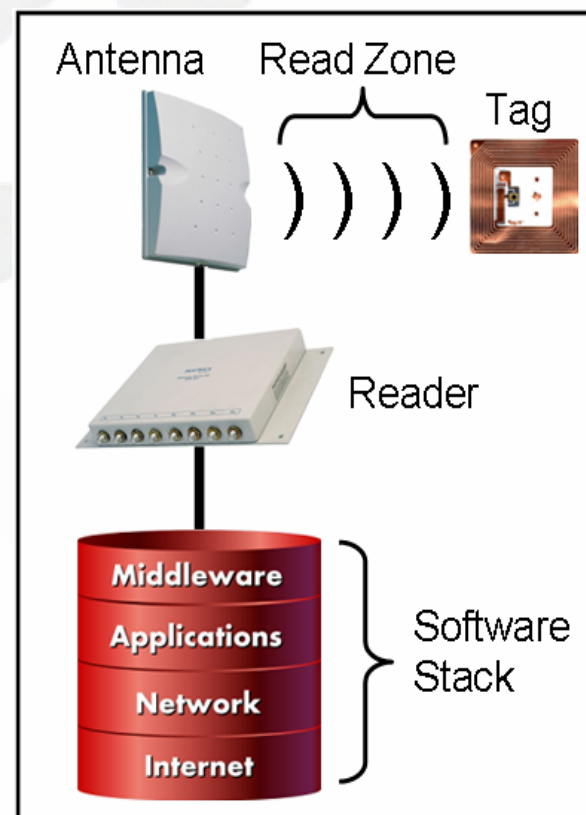 Antenna
Read Zone
Tag
Reader
Middleware
Applications
Network
Internet
Software
Stack